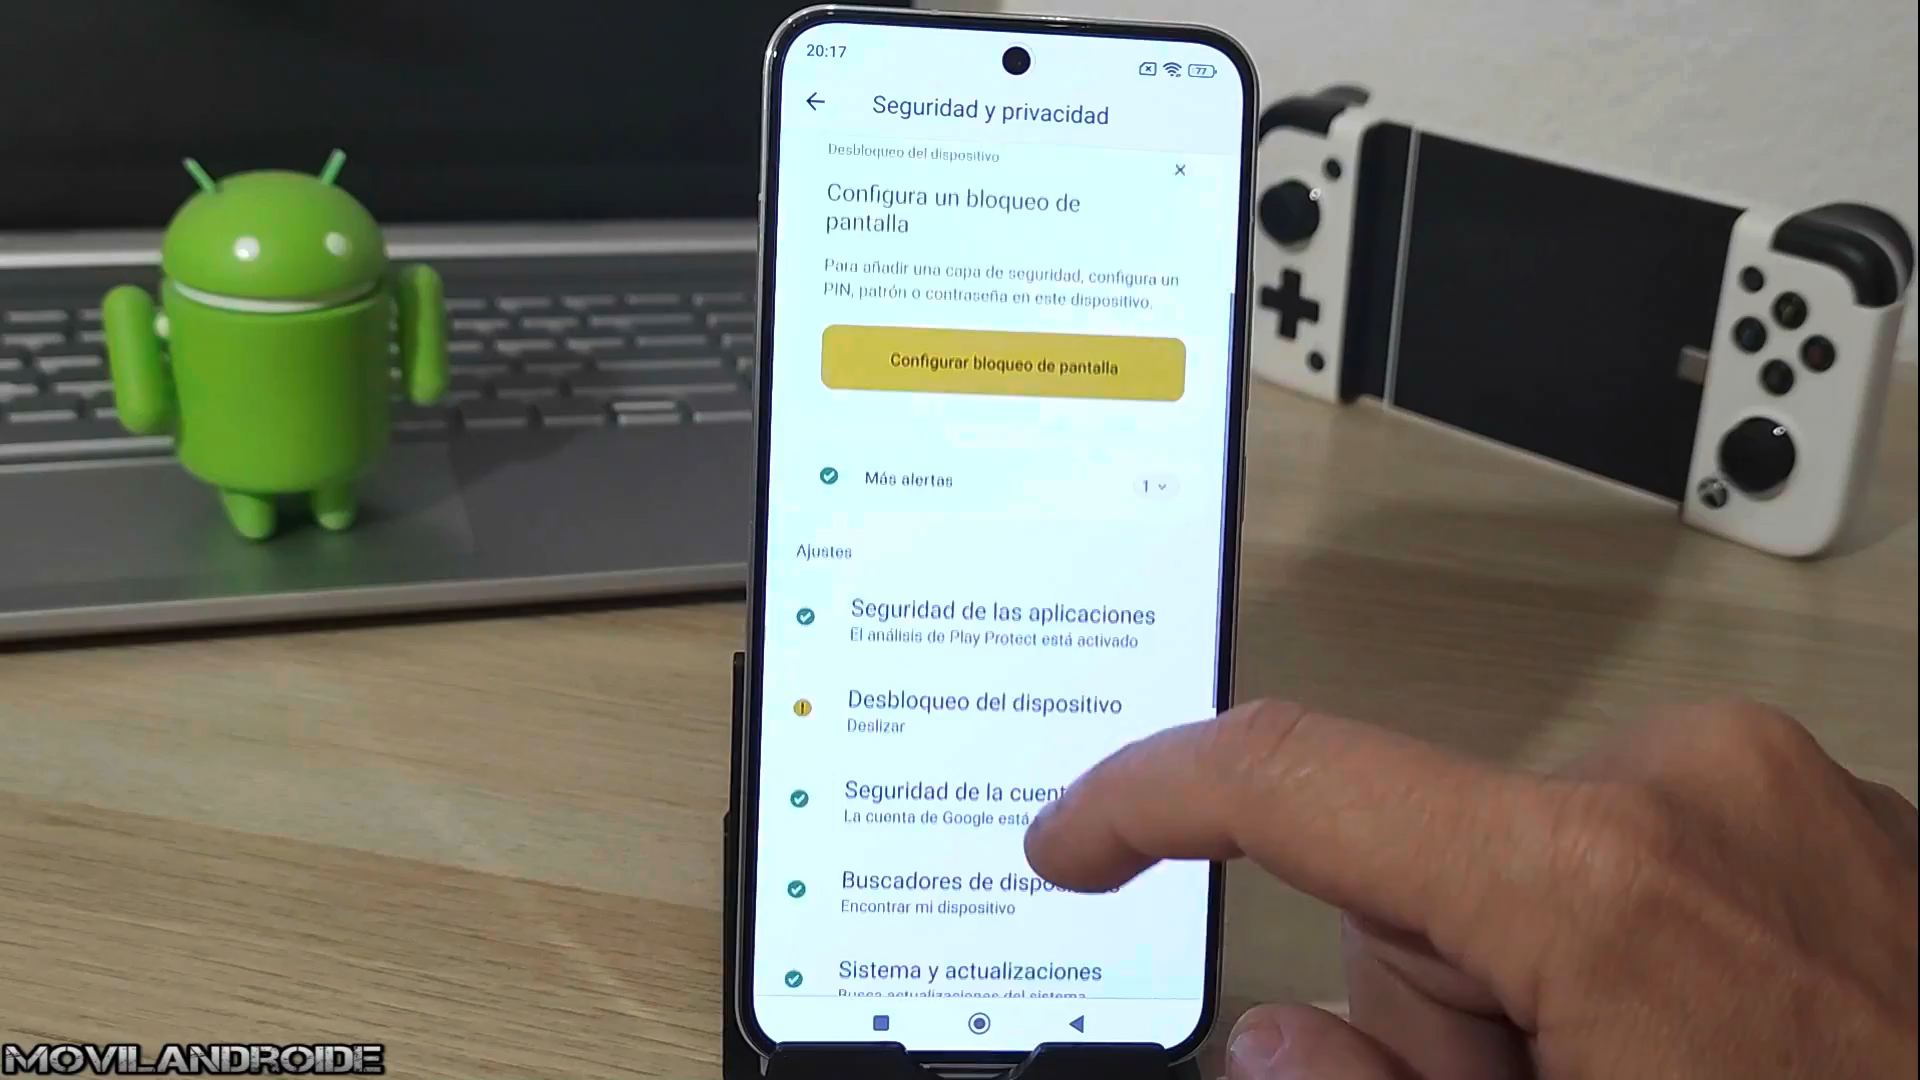 20:17
77
Seguridad y privacidad
Desbloqueo del dispositivo
Configura un bloqueo de
pantalla
Para añadir una capa de seguridad, configura un
PIN, patrón o contraseña en este dispositivo.
Configurar bloqueo de pantalla
Más alertas
1
Ajustes
Seguridad de las aplicaciones
El análisis de Play Protect está activado
Desbloqueo del dispositivo
Deslizar
Seguridad de la cuent
La cuenta de Google está
Buscadores de
Encontrar mi dispositivo
Sistema y actualizaciones
Busca actualizaciones del sistema
MOVILANDROIDE